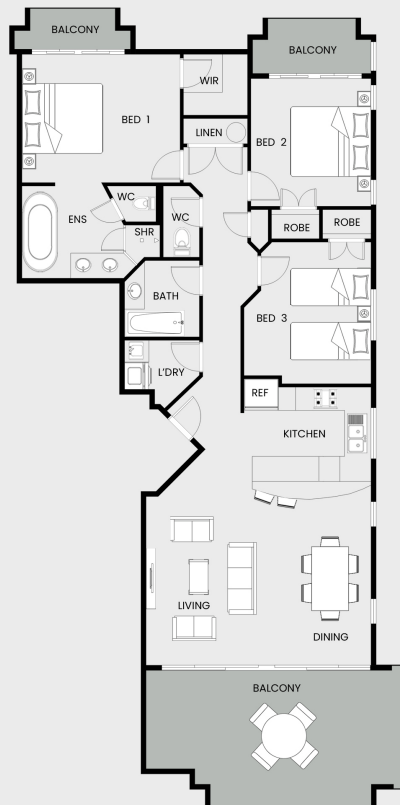 BALCONY
BALCONY
WIR
BED 1
LINEN
BED 2
WC
WC
ENS
SHR
ROBE
ROBE
BATH
BED 3
L'DRY
REF
KITCHEN
LIVING
DINING
BALCONY